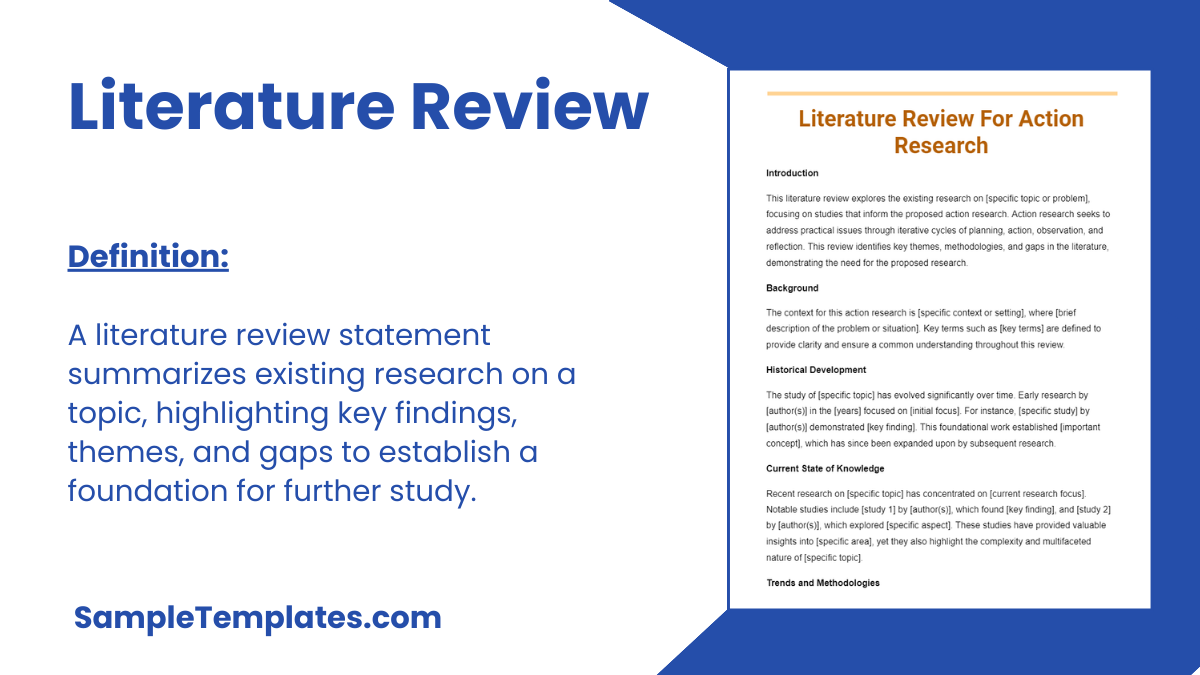 Literature Review
Definition:
A literature review statement
summarizes existing research on a
topic, highlighting key findings,
themes, and gaps to establish a
foundation for further study.
SampleTemplates.com
Literature Review For Action
Research
Introduction
This literature review explores the existing research on [specific topic or problem],
focusing on studies that inform the proposed action research. Action research seeks to
address practical issues through iterative cycles of planning, action, observation, and
reflection. This review identifies key themes, methodologies, and gaps in the literature,
demonstrating the need for the proposed research.
Background
The context for this action research is [specific context or setting], where [brief
description of the problem or situation]. Key terms such as [key terms] are defined to
provide clarity and ensure a common understanding throughout this review.
Historical Development
The study of [specific topic] has evolved significantly over time. Early research by
[author(s)] in the [years] focused on [initial focus]. For instance, [specific study] by
[author(s)] demonstrated [key finding]. This foundational work established [important
concept], which has since been expanded upon by subsequent research.
Current State of Knowledge
Recent research on [specific topic] has concentrated on [current research focus].
Notable studies include [study 1] by [author(s)], which found [key finding], and [study 2]
by [author(s)], which explored [specific aspect]. These studies have provided valuable
insights into [specific area], yet they also highlight the complexity and multifaceted
nature of [specific topic].
Trends and Methodologies